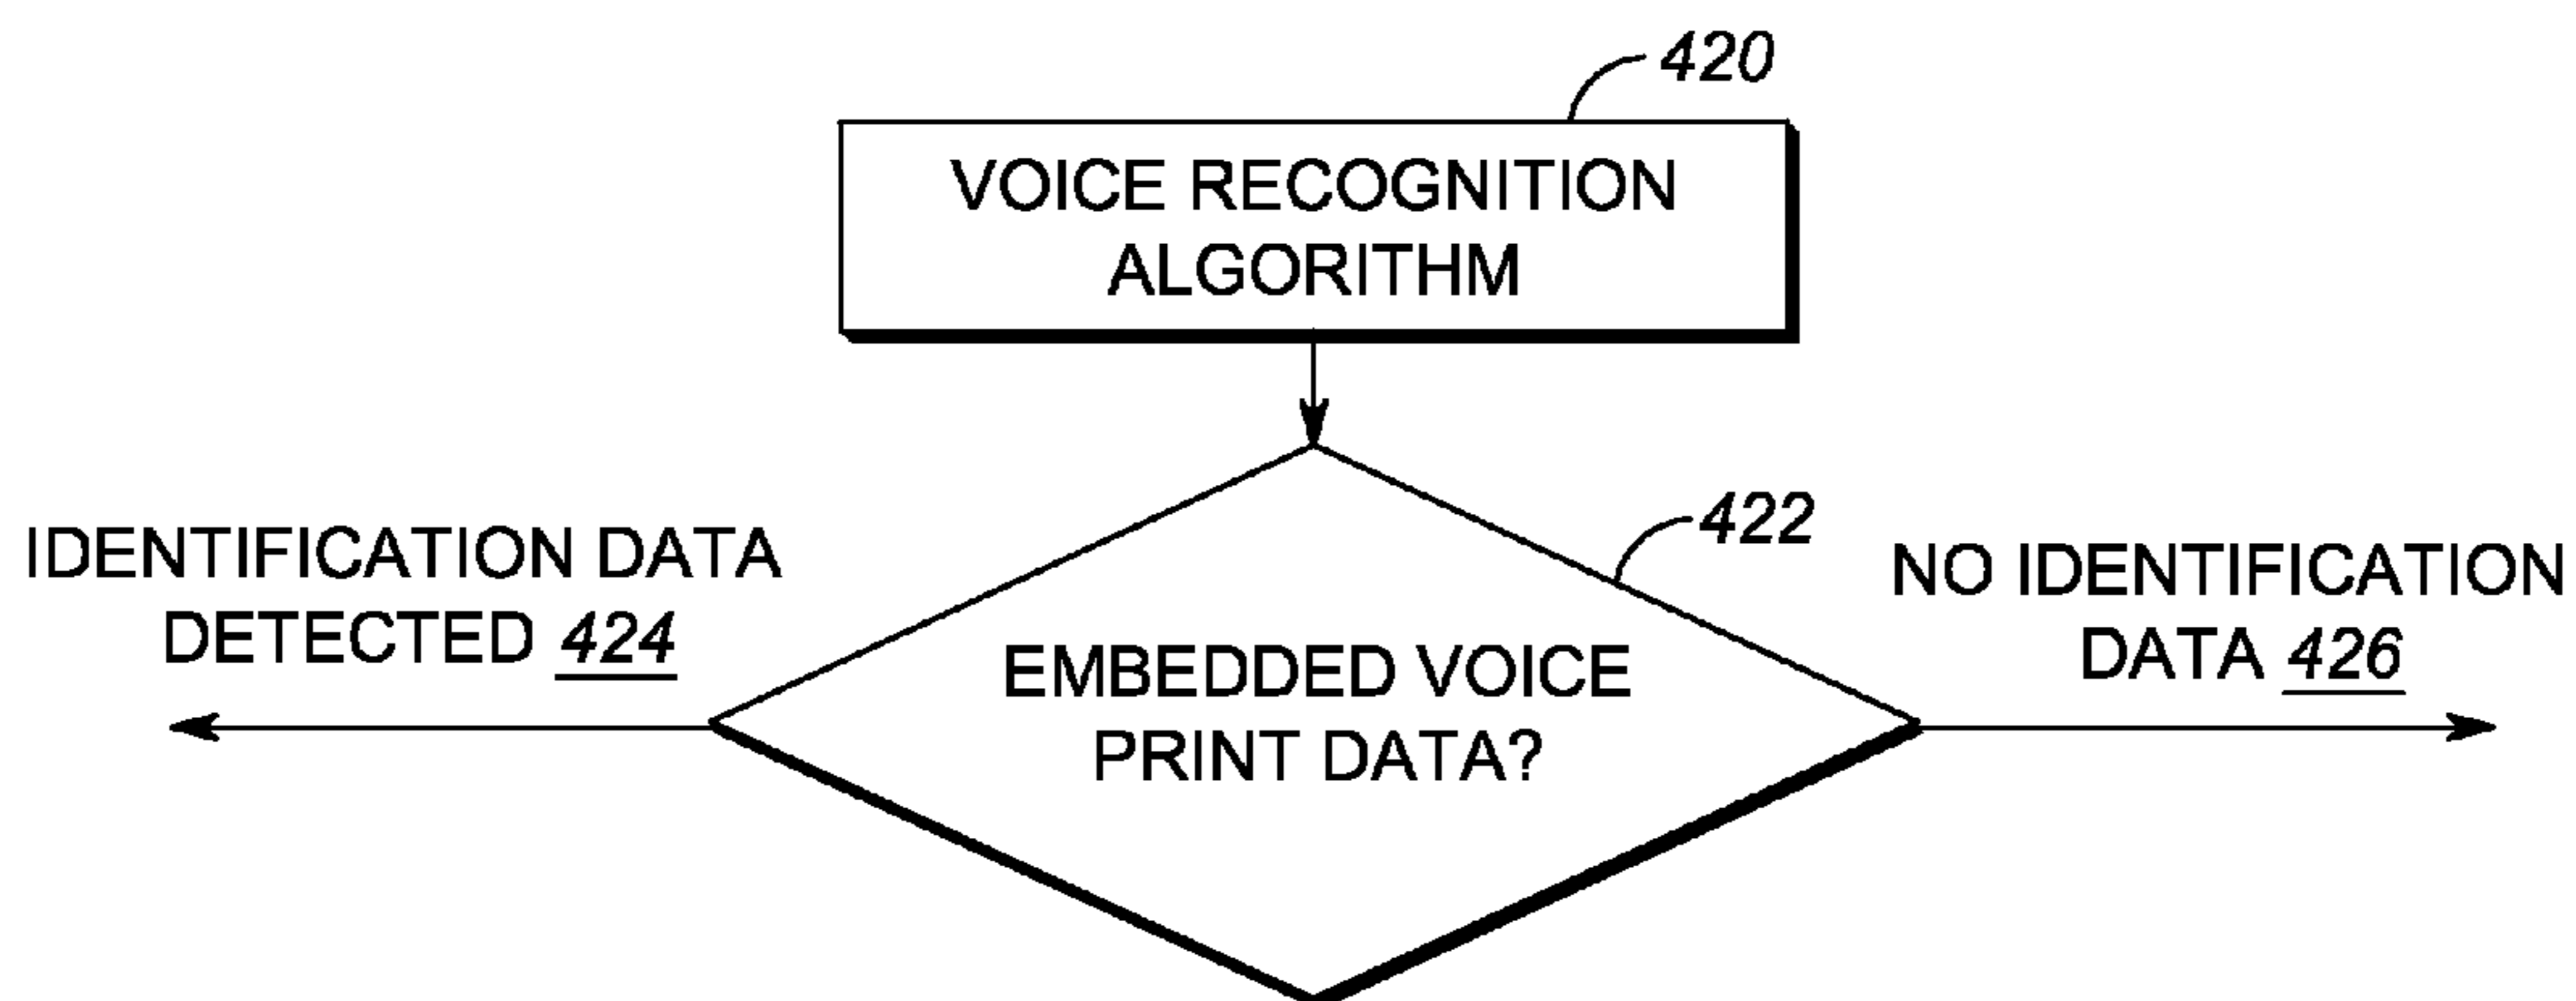 420
VOICE RECOGNITION
ALGORITHM
422
IDENTIFICATION DATA
DETECTED 424
NO IDENTIFICATION
DATA 426
EMBEDDED VOICE
PRINT DATA?